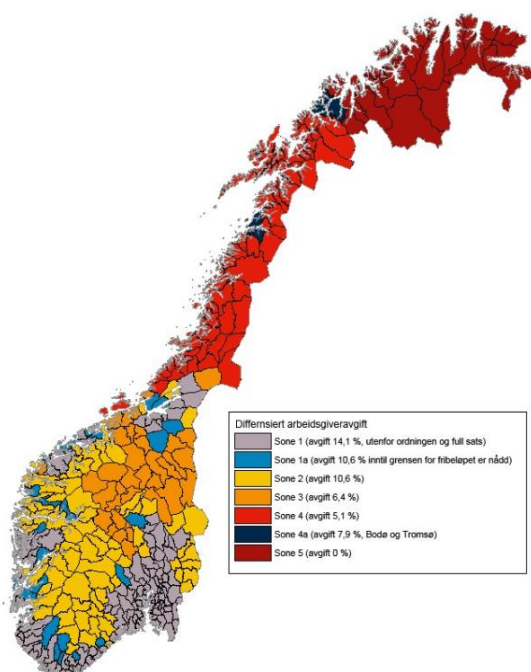 Differnsiert arbeidsgiveravgift
Sone 1 (avgift 14,1 %, utenfor ordningen og full sats)
Sone 1a (avgift 10,6 % inntil grensen for fribeløpet er nådd)
Sone 2 (avgift 10,6 %)
Sone 3 (avgift 6,4 %)
Sone 4 (avgift 5,1 %)
Sone 4a (avgift 7,9 %, Bodø og Tromsø)
Sone 5 (avgift 0 %)